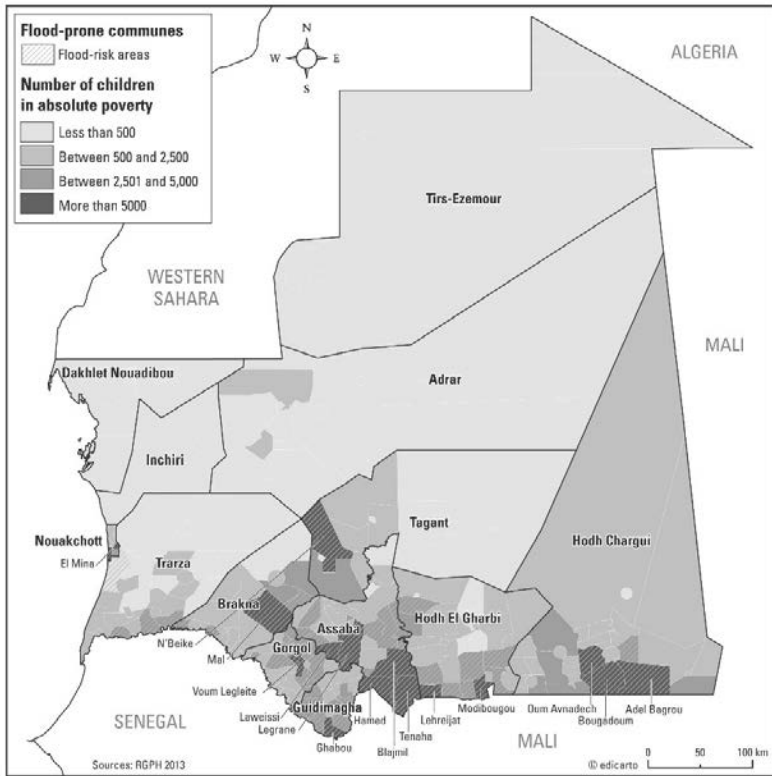 Flood-prone communes
Flood-risk areas
Number of children
in absolute poverty
Less than 500
Between 500 and 2,500
Between 2,501 and 5,000
More than 5000
N
W
E
S
ALGERIA
Tirs-Ezemour
WESTERN
SAHARA
MALI
Dakhlet Nouadibou
Adrar
Inchiri
Tagant
Nouakchott
El Mina
Trarza
Hodh Chargui
Brakna
Hodh El Gharbi
Assaba
N'Beike
Gorgol
Mal
Voum Legleite
Guidimagha
Leweissi
Legrane
Ghabou
Hamed
Blajmil
Tenaha
Lehreijat
Modibougou
Oum Avnadech
Bougadoum
Adel Bagrou
SENEGAL
MALI
Sources: RGPH 2013
© edicarto
0 50 100 km